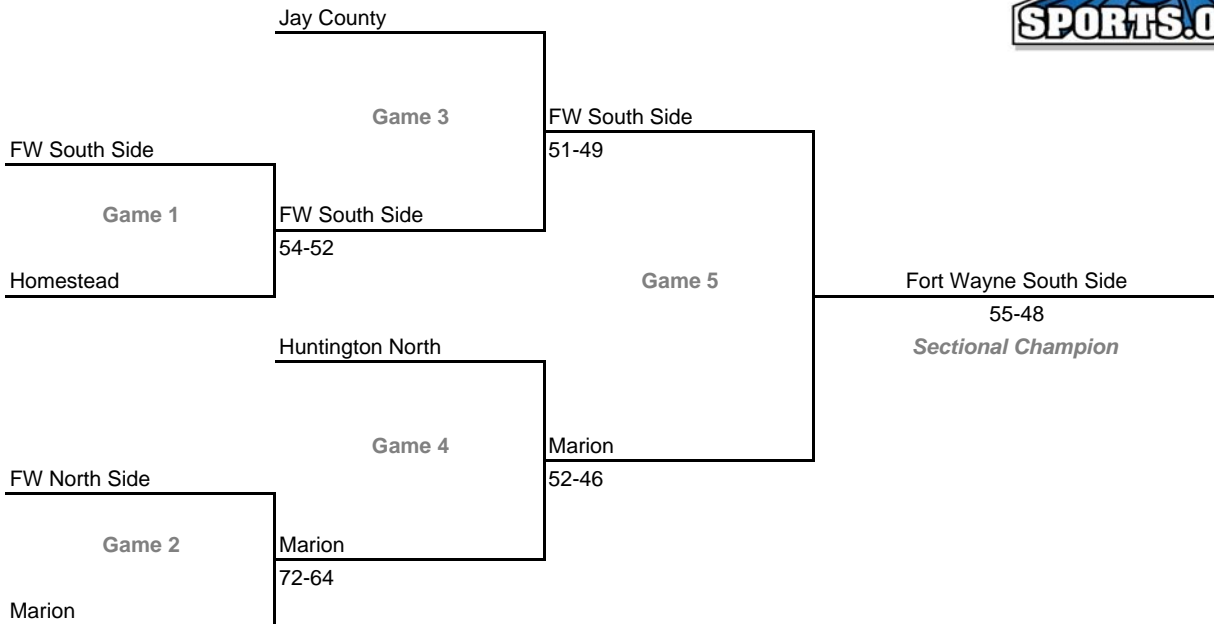 Jay County
Game 3
FW South Side
FW South Side
51-49
Game 1
FW South Side
54-52
Homestead
Game 5
Fort Wayne South Side
55-48
Huntington North
Sectional Champion
Game 4
Marion
FW North Side
52-46
Game 2
Marion
72-64
Marion